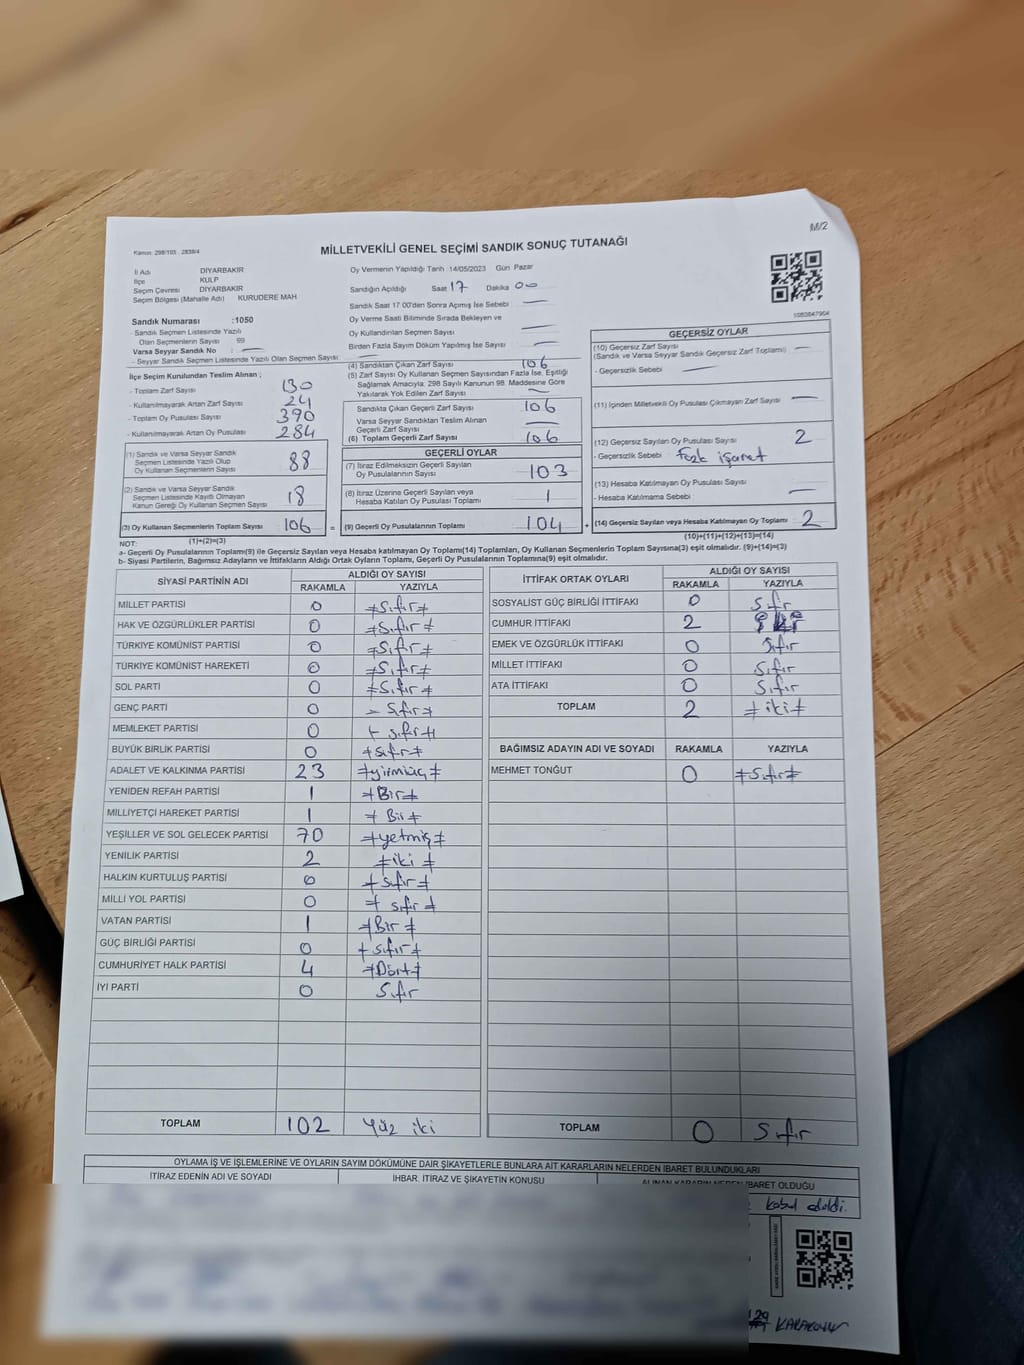 M/2
Kanun: 298/105 , 2839/4
MİLLETVEKİLİ GENEL SEÇİMİ SANDIK SONUÇ TUTANAĞI
İl Adı DİYARBAKIR
İlçe KULP
Seçim Çevresi DİYARBAKIR
Seçim Bölgesi (Mahalle Adı) KURUDERE MAH
Oy Vermenin Yapıldığı Tarih 14/05/2023 Gün Pazar
Sandığın Açıldığı Saat 17 Dakika 00
Sandık Saat 17:00'den Sonra Açımış İse Sebebi —
Oy Verme Saati Bitiminde Sırada Bekleyen ve
Oy Kullandırılan Seçmen Sayısı —
Birden Fazla Sayım Döküm Yapılmış İse Sayısı —
1080847904
Sandık Numarası :1050
- Sandık Seçmen Listesinde Yazılı
Olan Seçmenlerin Sayısı 99
Varsa Seyyar Sandık No : —
- Seyyar Sandık Seçmen Listesinde Yazılı Olan Seçmen Sayısı: —
İlçe Seçim Kurulundan Teslim Alınan ;
- Toplam Zarf Sayısı 130
- Kullanılmayarak Artan Zarf Sayısı 24
- Toplam Oy Pusulası Sayısı 390
- Kullanılmayarak Artan Oy Pusulası 284
(1) Sandık ve Varsa Seyyar Sandık
Seçmen Listesinde Yazılı Olup
Oy Kullanan Seçmenlerin Sayısı 88
(2) Sandık ve Varsa Seyyar Sandık
Seçmen Listesinde Kayıtlı Olmayan
Kanun Gereği Oy Kullanan Seçmen Sayısı 18
(3) Oy Kullanan Seçmenlerin Toplam Sayısı 106 =
(1)+(2)=(3)
(4) Sandıktan Çıkan Zarf Sayısı 106
(5) Zarf Sayısı Oy Kullanan Seçmen Sayısından Fazla İse, Eşitliği
Sağlamak Amacıyla, 298 Sayılı Kanunun 98. Maddesine Göre
Yakılarak Yok Edilen Zarf Sayısı —
Sandıkta Çıkan Geçerli Zarf Sayısı 106
Varsa Seyyar Sandıktan Teslim Alınan
Geçerli Zarf Sayısı —
(6) Toplam Geçerli Zarf Sayısı 106
GEÇERLİ OYLAR
(7) İtiraz Edilmeksizin Geçerli Sayılan
Oy Pusulalarının Sayısı 103
(8) İtiraz Üzerine Geçerli Sayılan veya
Hesaba Katılan Oy Pusulası Toplamı 1
(9) Geçerli Oy Pusulalarının Toplamı 104 +
GEÇERSİZ OYLAR
(10) Geçersiz Zarf Sayısı
(Sandık ve Varsa Seyyar Sandık Geçersiz Zarf Toplamı) —
- Geçersizlik Sebebi —
(11) İçinden Milletvekili Oy Pusulası Çıkmayan Zarf Sayısı —
(12) Geçersiz Sayılan Oy Pusulası Sayısı 2
- Geçersizlik Sebebi Fazla işaret
(13) Hesaba Katılmayan Oy Pusulası Sayısı
- Hesaba Katılmama Sebebi —
(14) Geçersiz Sayılan veya Hesaba Katılmayan Oy Toplamı 2
(10)+(11)+(12)+(13)=(14)
NOT:
a- Geçerli Oy Pusulalarının Toplamı(9) ile Geçersiz Sayılan veya Hesaba katılmayan Oy Toplamı(14) Toplamları, Oy Kullanan Seçmenlerin Toplam Sayısına(3) eşit olmalıdır. (9)+(14)=(3)
b- Siyasi Partilerin, Bağımsız Adayların ve İttifakların Aldığı Ortak Oyların Toplamı, Geçerli Oy Pusulalarının Toplamına(9) eşit olmalıdır.
SİYASİ PARTİNİN ADI ALDIĞI OY SAYISI
RAKAMLA YAZIYLA
MİLLET PARTİSİ 0 ≠Sıfır≠
HAK VE ÖZGÜRLÜKLER PARTİSİ 0 ≠Sıfır≠
TÜRKİYE KOMÜNİST PARTİSİ 0 ≠Sıfır≠
TÜRKİYE KOMÜNİST HAREKETİ 0 ≠Sıfır≠
SOL PARTİ 0 ≠Sıfır≠
GENÇ PARTİ 0 = Sıfır≠
MEMLEKET PARTİSİ 0 ≠ sıfır≠
BÜYÜK BİRLİK PARTİSİ 0 ≠sıfır≠
ADALET VE KALKINMA PARTİSİ 23 ≠yirmiüç≠
YENİDEN REFAH PARTİSİ 1 ≠Bir≠
MİLLİYETÇİ HAREKET PARTİSİ 1 ≠ Bir≠
YEŞİLLER VE SOL GELECEK PARTİSİ 70 ≠yetmiş≠
YENİLİK PARTİSİ 2 ≠iki≠
HALKIN KURTULUŞ PARTİSİ 0 ≠sıfır≠
MİLLİ YOL PARTİSİ 0 ≠ sıfır≠
VATAN PARTİSİ 1 ≠Bir≠
GÜÇ BİRLİĞİ PARTİSİ 0 ≠sıfır≠
CUMHURİYET HALK PARTİSİ 4 ≠Dört≠
İYİ PARTİ 0 Sıfır
TOPLAM 102 Yüz iki
İTTİFAK ORTAK OYLARI ALDIĞI OY SAYISI
RAKAMLA YAZIYLA
SOSYALİST GÜÇ BİRLİĞİ İTTİFAKI 0 Sıfır
CUMHUR İTTİFAKI 2
EMEK VE ÖZGÜRLÜK İTTİFAKI 0 Sıfır
MİLLET İTTİFAKI 0 Sıfır
ATA İTTİFAKI 0 Sıfır
TOPLAM 2 ≠iki≠
BAĞIMSIZ ADAYIN ADI VE SOYADI RAKAMLA YAZIYLA
MEHMET TONĞUT 0 ≠Sıfır≠
TOPLAM 0 Sıfır
OYLAMA İŞ VE İŞLEMLERİNE VE OYLARIN SAYIM DÖKÜMÜNE DAİR ŞİKAYETLERLE BUNLARA AİT KARARLARIN NELERDEN İBARET BULUNDUKLARI
İTİRAZ EDENİN ADI VE SOYADI İHBAR, İTİRAZ VE ŞİKAYETİN KONUSU ALINAN KARARIN NEDEN İBARET OLDUĞU
kabul edildi.